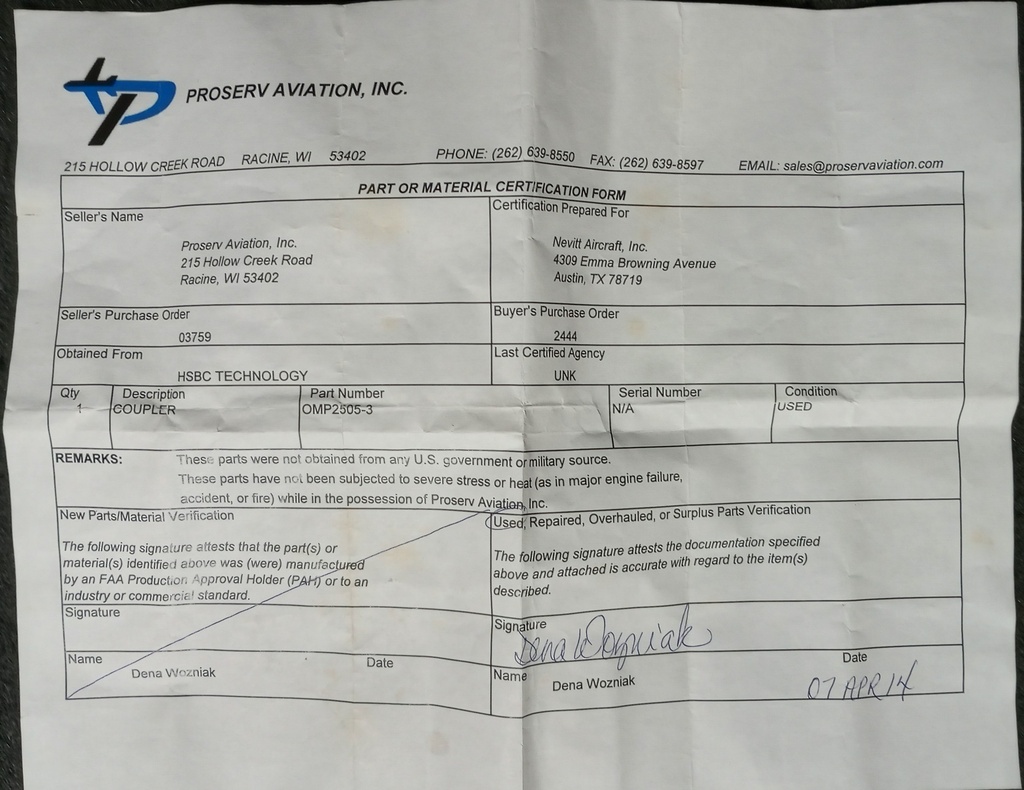 PROSERV AVIATION, INC.
215 HOLLOW CREEK ROAD RACINE, WI 53402 PHONE: (262) 639-8550 FAX: (262) 639-8597 EMAIL: sales@proservaviation.com
PART OR MATERIAL CERTIFICATION FORM
Seller's Name
Proserv Aviation, Inc.
215 Hollow Creek Road
Racine, WI 53402
Certification Prepared For
Nevitt Aircraft, Inc.
4309 Emma Browning Avenue
Austin, TX 78719
Seller's Purchase Order
03759
Buyer's Purchase Order
2444
Obtained From
HSBC TECHNOLOGY
Last Certified Agency
UNK
Qty Description Part Number Serial Number Condition
1 COUPLER OMP2505-3 N/A USED
REMARKS: These parts were not obtained from any U.S. government or military source.
These parts have not been subjected to severe stress or heat (as in major engine failure,
accident, or fire) while in the possession of Proserv Aviation, Inc.
New Parts/Material Verification
The following signature attests that the part(s) or
material(s) identified above was (were) manufactured
by an FAA Production Approval Holder (PAH) or to an
industry or commercial standard.
Signature
Name Date
Dena Wozniak
Used, Repaired, Overhauled, or Surplus Parts Verification
The following signature attests the documentation specified
above and attached is accurate with regard to the item(s)
described.
Signature
Dena Wozniak
Name Date
Dena Wozniak 07 APR 14